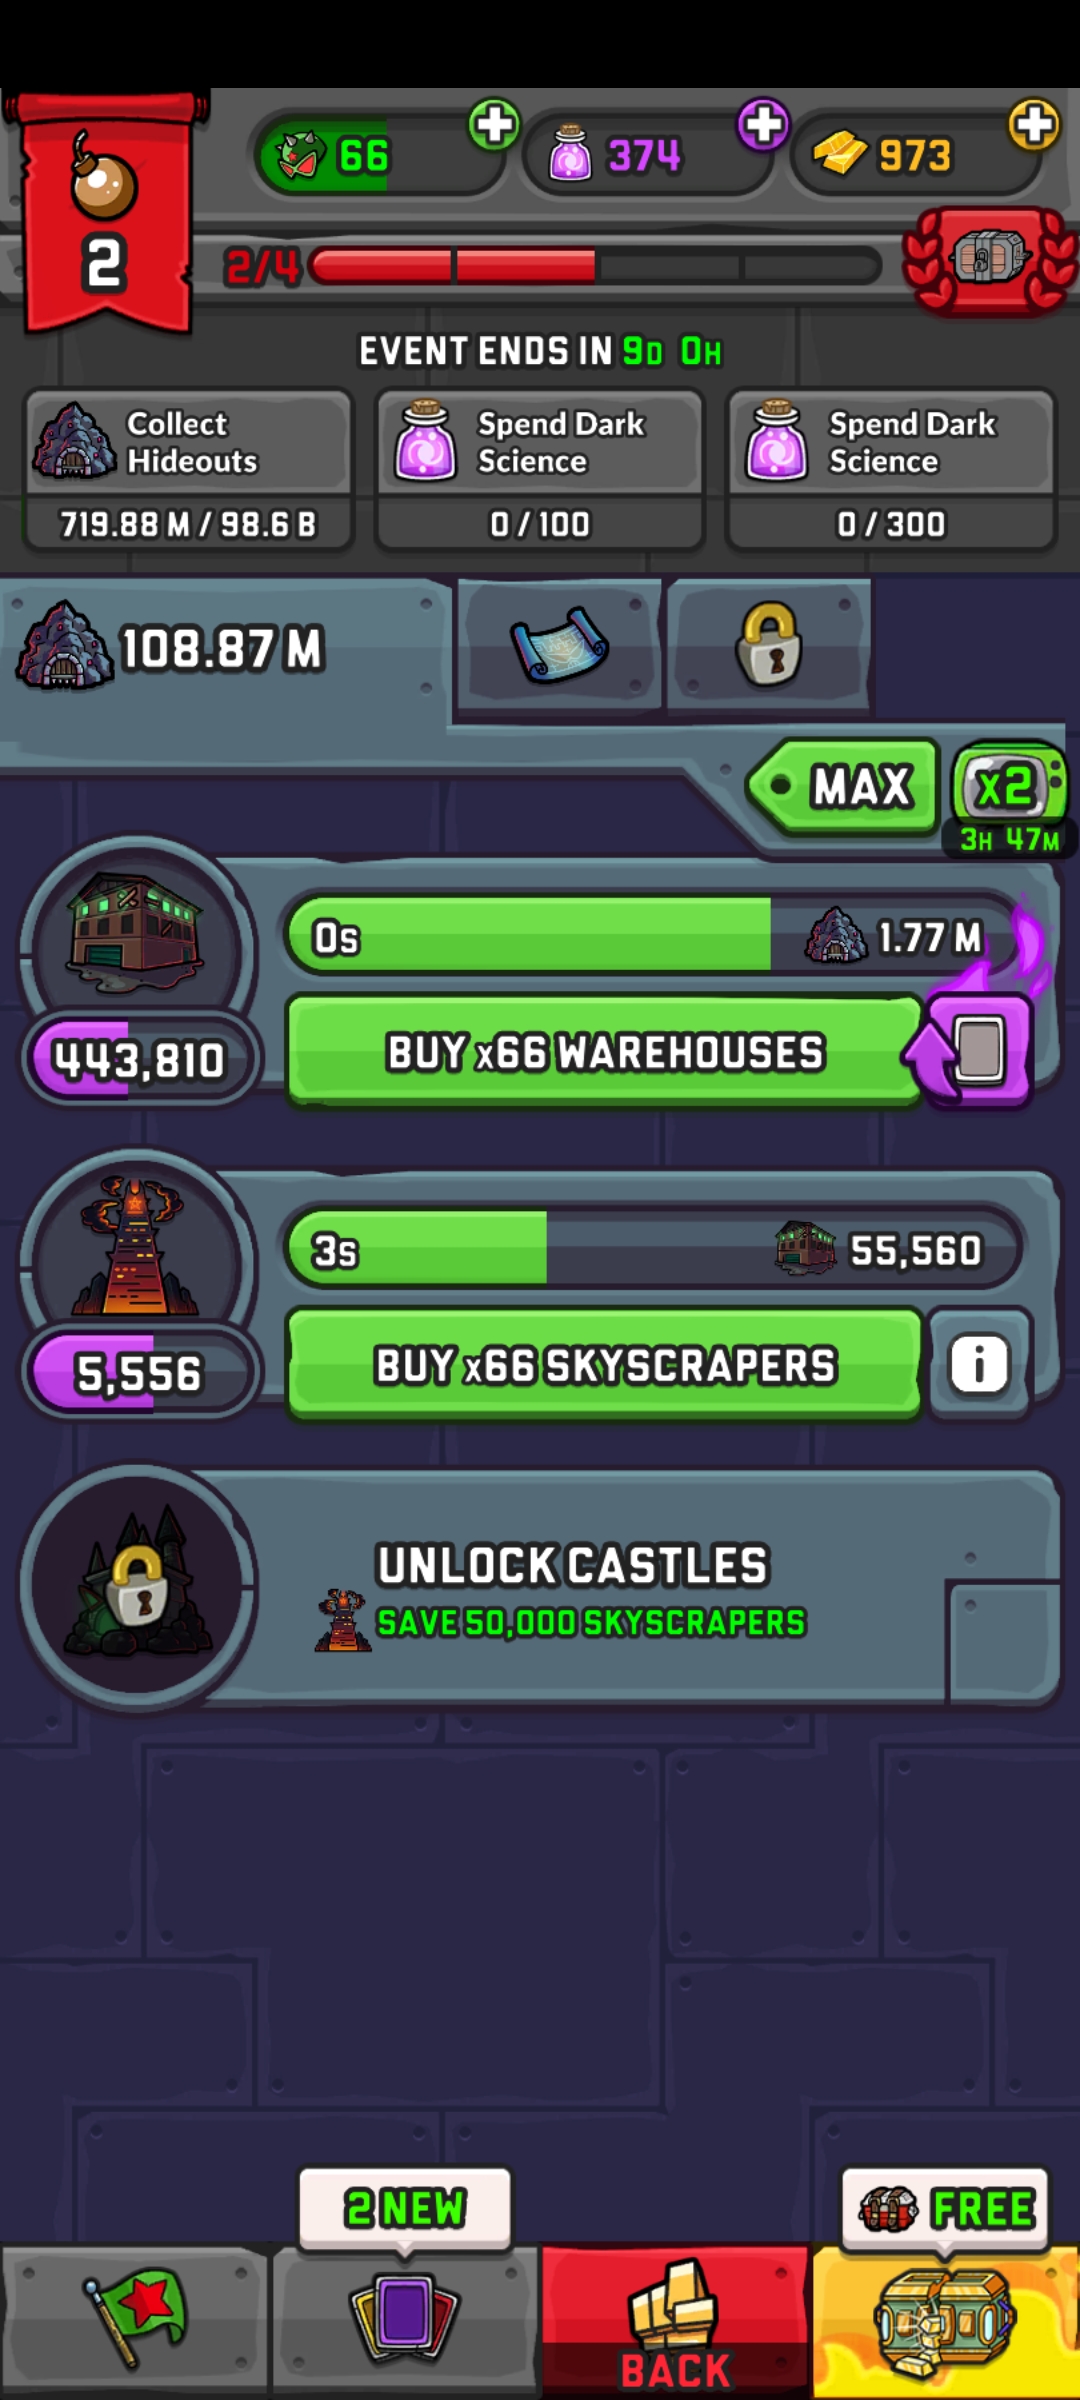 66
374
973
2
2/4
EVENT ENDS IN 9D 0H
Collect
Hideouts
719.88 M / 98.6 B
Spend Dark
Science
0 / 100
Spend Dark
Science
0 / 300
108.87 M
MAX
x2
3H 47M
0s
1.77 M
443,810
BUY x66 WAREHOUSES
3s
55,560
5,556
BUY x66 SKYSCRAPERS
i
UNLOCK CASTLES
SAVE 50,000 SKYSCRAPERS
2 NEW
FREE
BACK